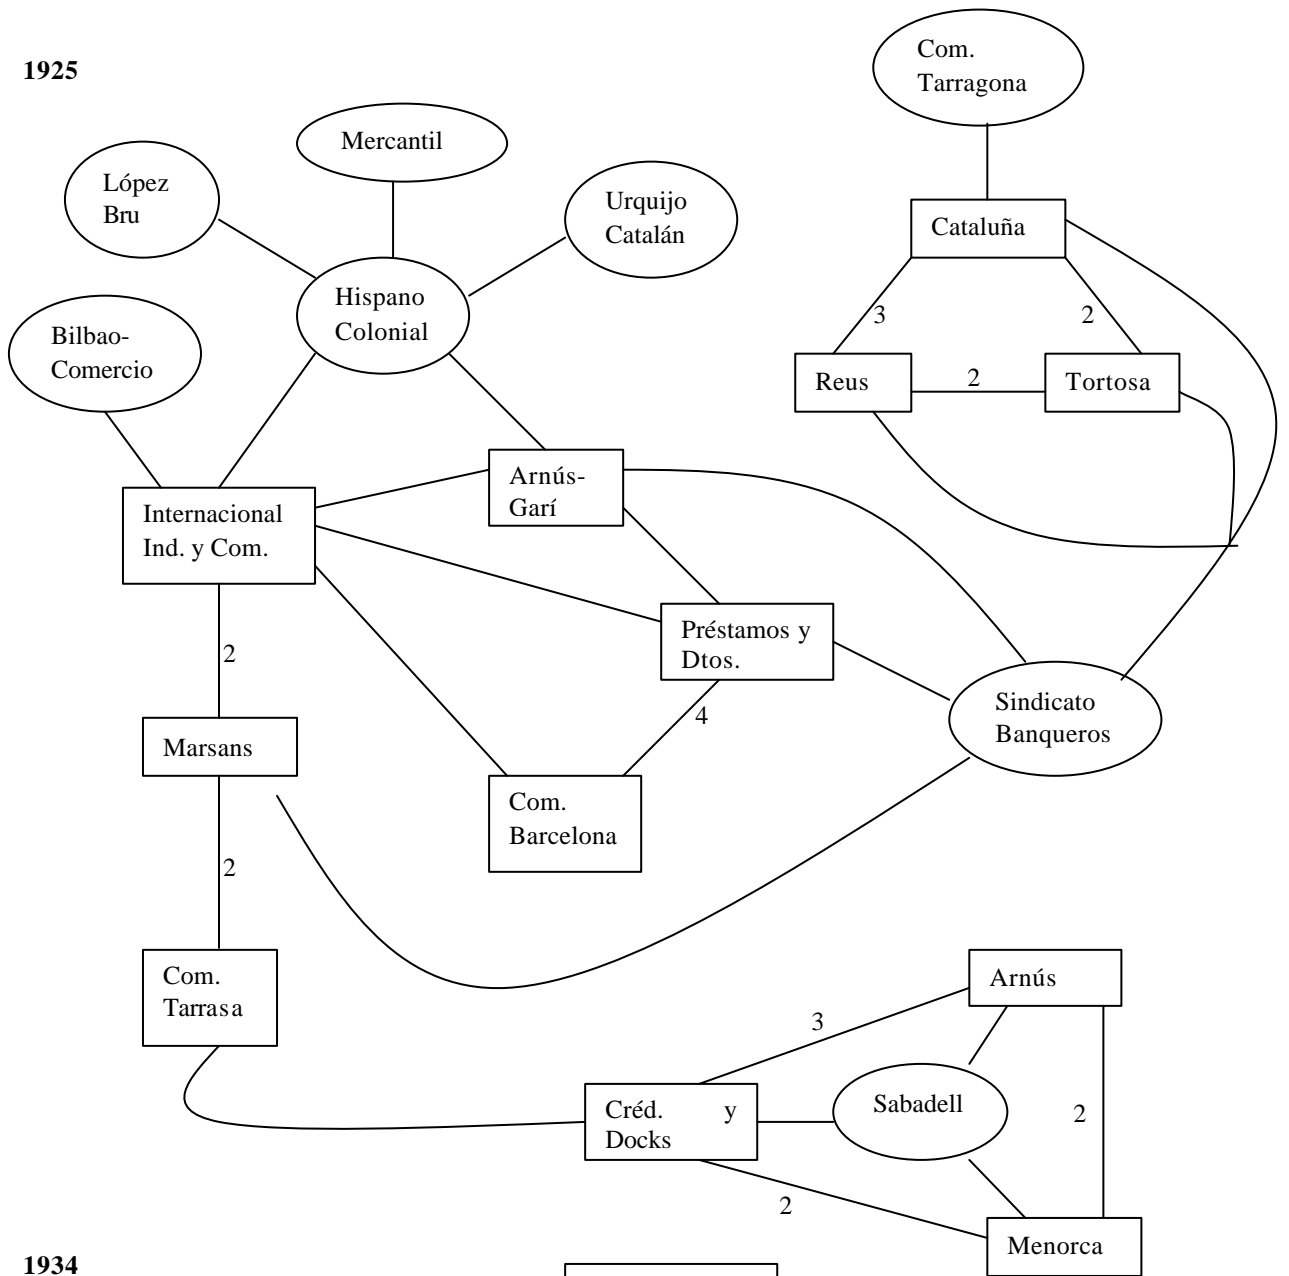 1925
Com.
Tarragona
Mercantil
López
Bru
Urquijo
Catalán
Cataluña
Hispano
Colonial
3
2
Bilbao-
Comercio
Reus
2
Tortosa
Arnús-
Garí
Internacional
Ind. y Com.
Préstamos y
Dtos.
2
Sindicato
Banqueros
4
Marsans
Com.
Barcelona
2
Com.
Tarrasa
Arnús
3
Créd. y
Docks
Sabadell
2
2
Menorca
1934